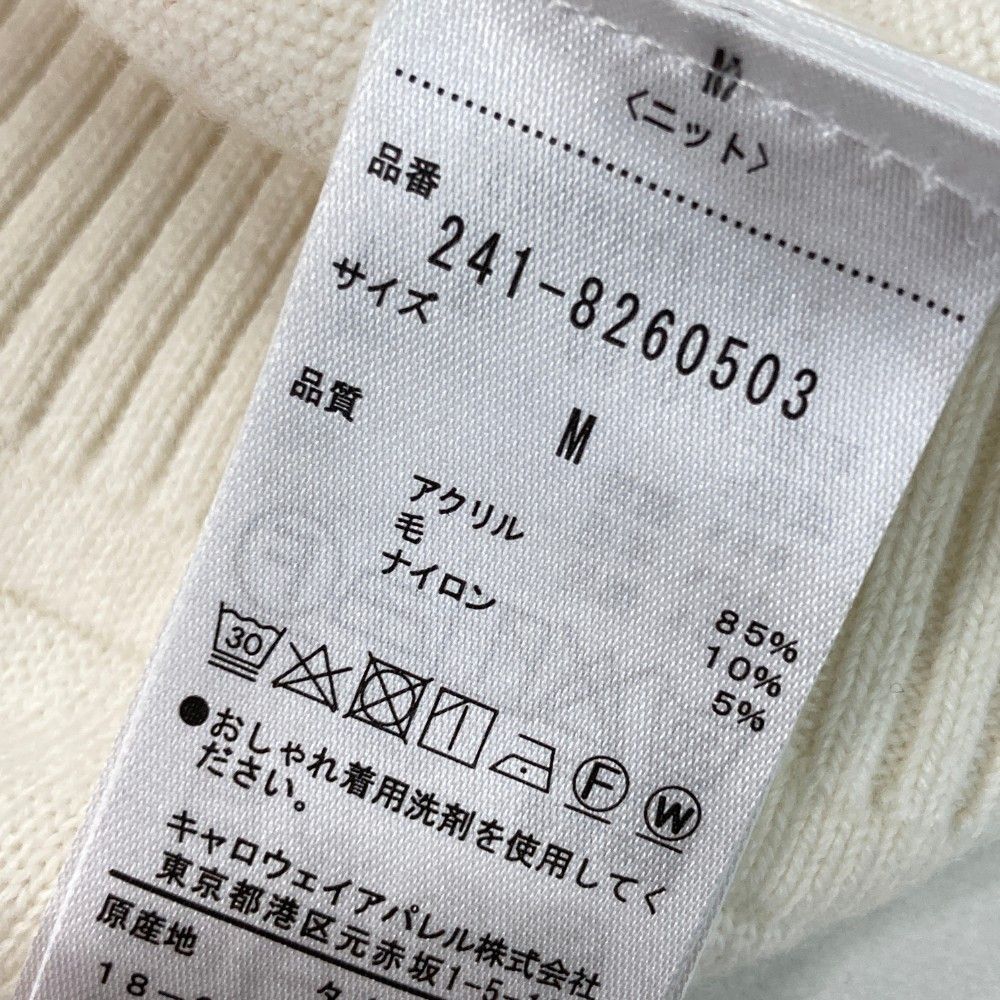 M
〈ニット〉
品番
241-8260503
サイズ
M
品質
アクリル 85%
毛 10%
ナイロン 5%
30
F
W
●おしゃれ着用洗剤を使用してく
ださい。
キャロウェイアパレル株式会社
東京都港区元赤坂1-5-
原産地
18-